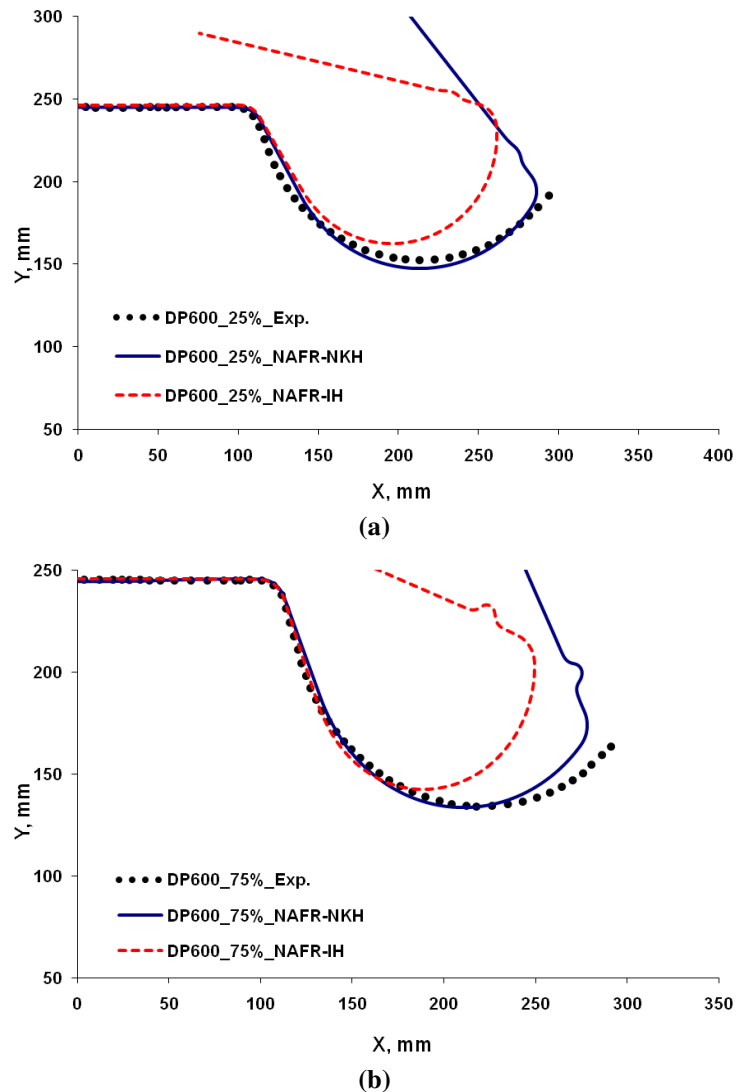 300
250
200
150
100
50
Y, mm
DP600_25%_Exp.
DP600_25%_NAFR-NKH
DP600_25%_NAFR-IH
0 50 100 150 200 250 300 350 400
X, mm
(a)
250
200
150
100
50
Y, mm
DP600_75%_Exp.
DP600_75%_NAFR-NKH
DP600_75%_NAFR-IH
0 50 100 150 200 250 300 350
X, mm
(b)